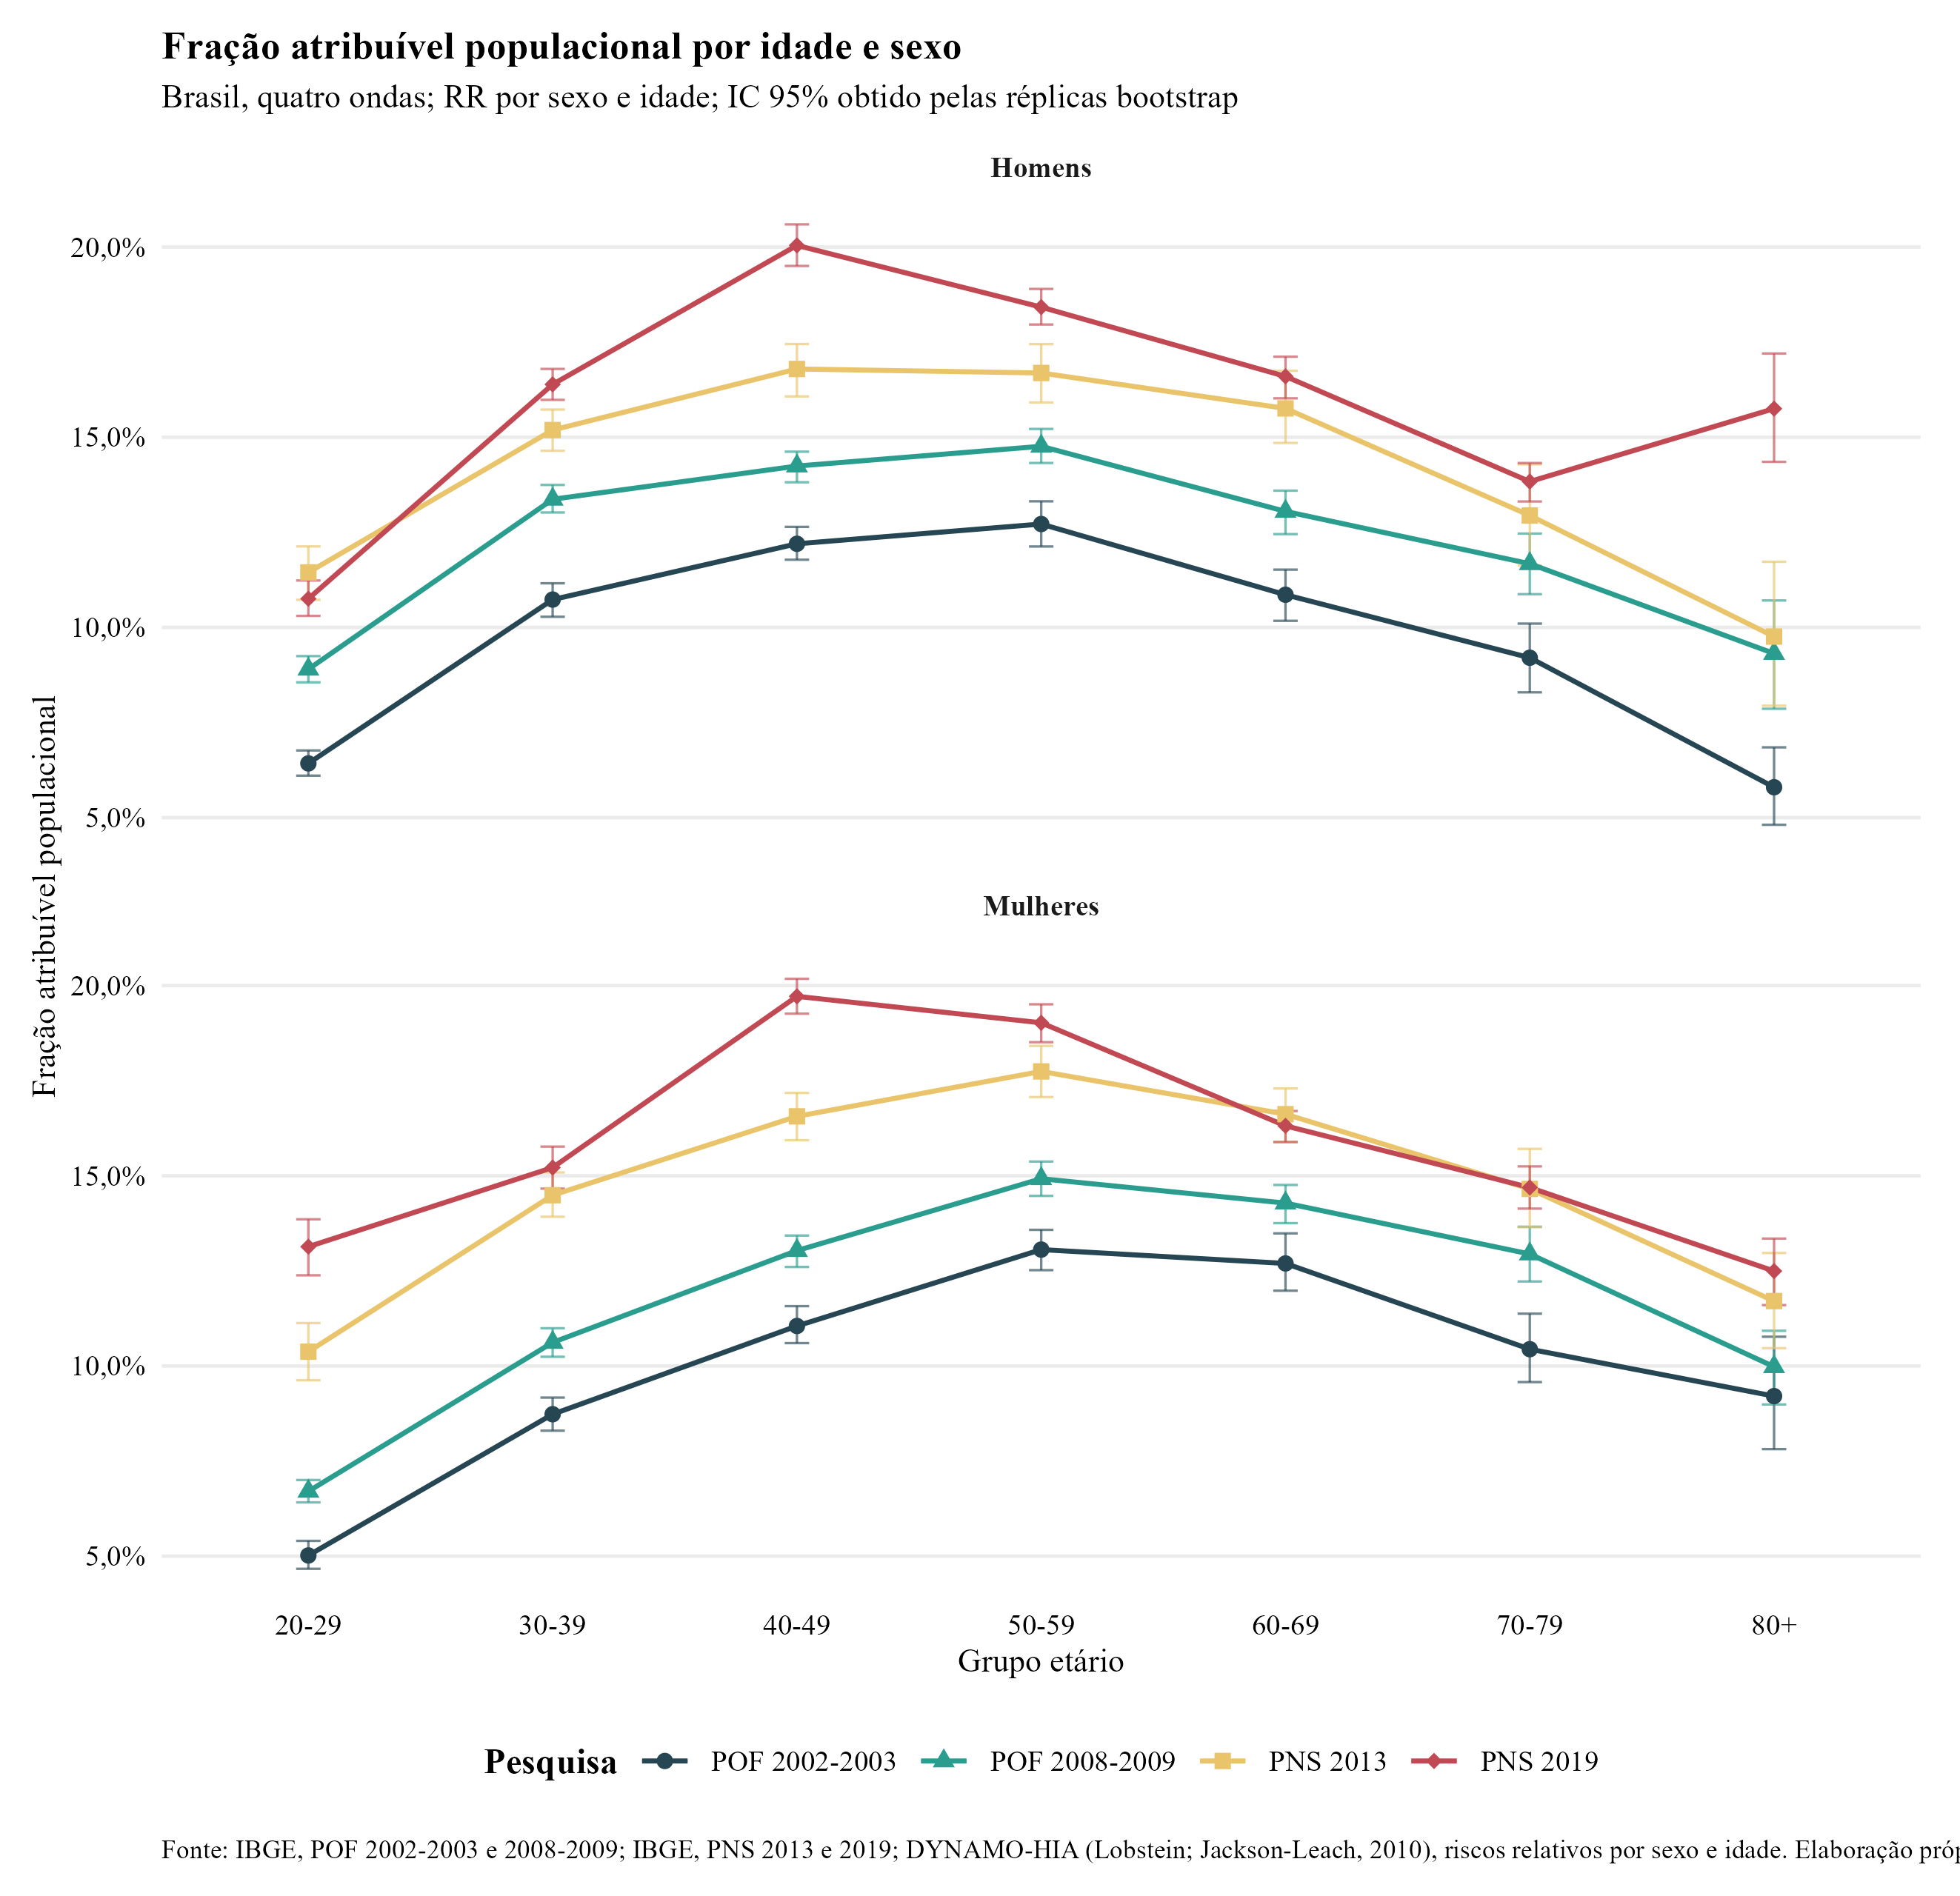 Fração atribuível populacional por idade e sexo
Brasil, quatro ondas; RR por sexo e idade; IC 95% obtido pelas réplicas bootstrap
Homens
20,0%
15,0%
10,0%
5,0%
Fração atribuível populacional
Mulheres
20,0%
15,0%
10,0%
5,0%
20-29 30-39 40-49 50-59 60-69 70-79 80+
Grupo etário
Pesquisa POF 2002-2003 POF 2008-2009 PNS 2013 PNS 2019
Fonte: IBGE, POF 2002-2003 e 2008-2009; IBGE, PNS 2013 e 2019; DYNAMO-HIA (Lobstein; Jackson-Leach, 2010), riscos relativos por sexo e idade. Elaboração